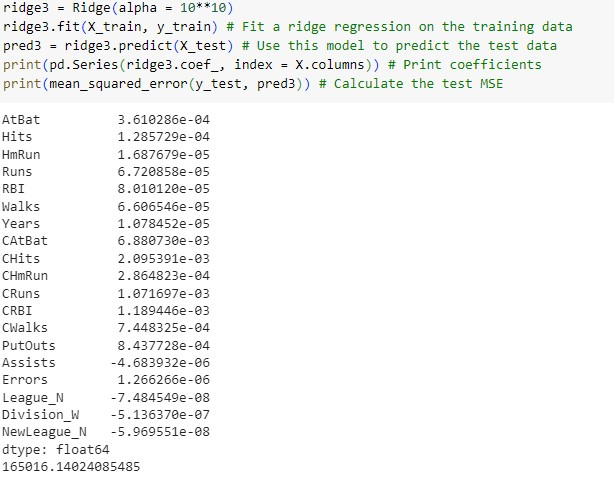 ridge3 = Ridge(alpha = 10**10)
ridge3.fit(X_train, y_train) # Fit a ridge regression on the training data
pred3 = ridge3.predict(X_test) # Use this model to predict the test data
print(pd.Series(ridge3.coef_, index = X.columns)) # Print coefficients
print(mean_squared_error(y_test, pred3)) # Calculate the test MSE
AtBat 3.610286e-04
Hits 1.285729e-04
HmRun 1.687679e-05
Runs 6.720858e-05
RBI 8.010120e-05
Walks 6.606546e-05
Years 1.078452e-05
CAtBat 6.880730e-03
CHits 2.095391e-03
CHmRun 2.864823e-04
CRuns 1.071697e-03
CRBI 1.189446e-03
CWalks 7.448325e-04
PutOuts 8.437728e-04
Assists -4.683932e-06
Errors 1.266266e-06
League_N -7.484549e-08
Division_W -5.136370e-07
NewLeague_N -5.969551e-08
dtype: float64
165016.14024085485